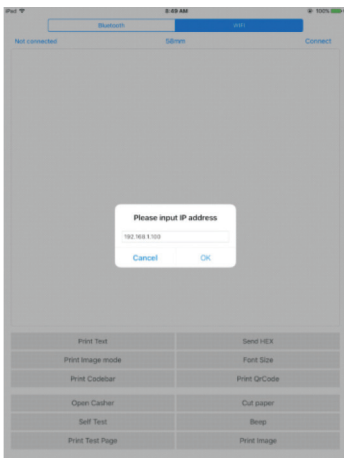 iPad 8:49 AM 100%
Bluetooth WiFi
Not connected 58mm Connect
Please input IP address
192.168.1.103
Cancel OK
Print Text Send HEX
Print Image mode Font Size
Print Codebar Print QrCode
Open Casher Cut paper
Self Test Beep
Print Test Page Print Image